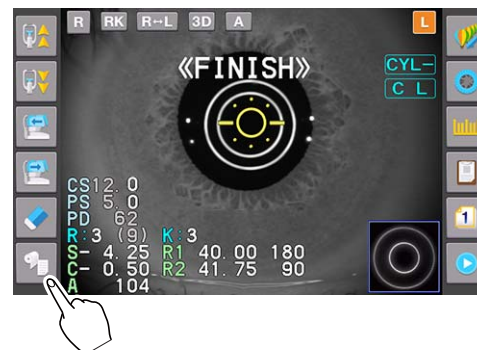 R RK R↔L 3D A L
《FINISH》
CYL−
C L
CS12.0
PS 5.0
PD 62
R:3 (9) K:3
S− 4.25 R1 40.00 180
C− 0.50 R2 41.75 90
A 104
1